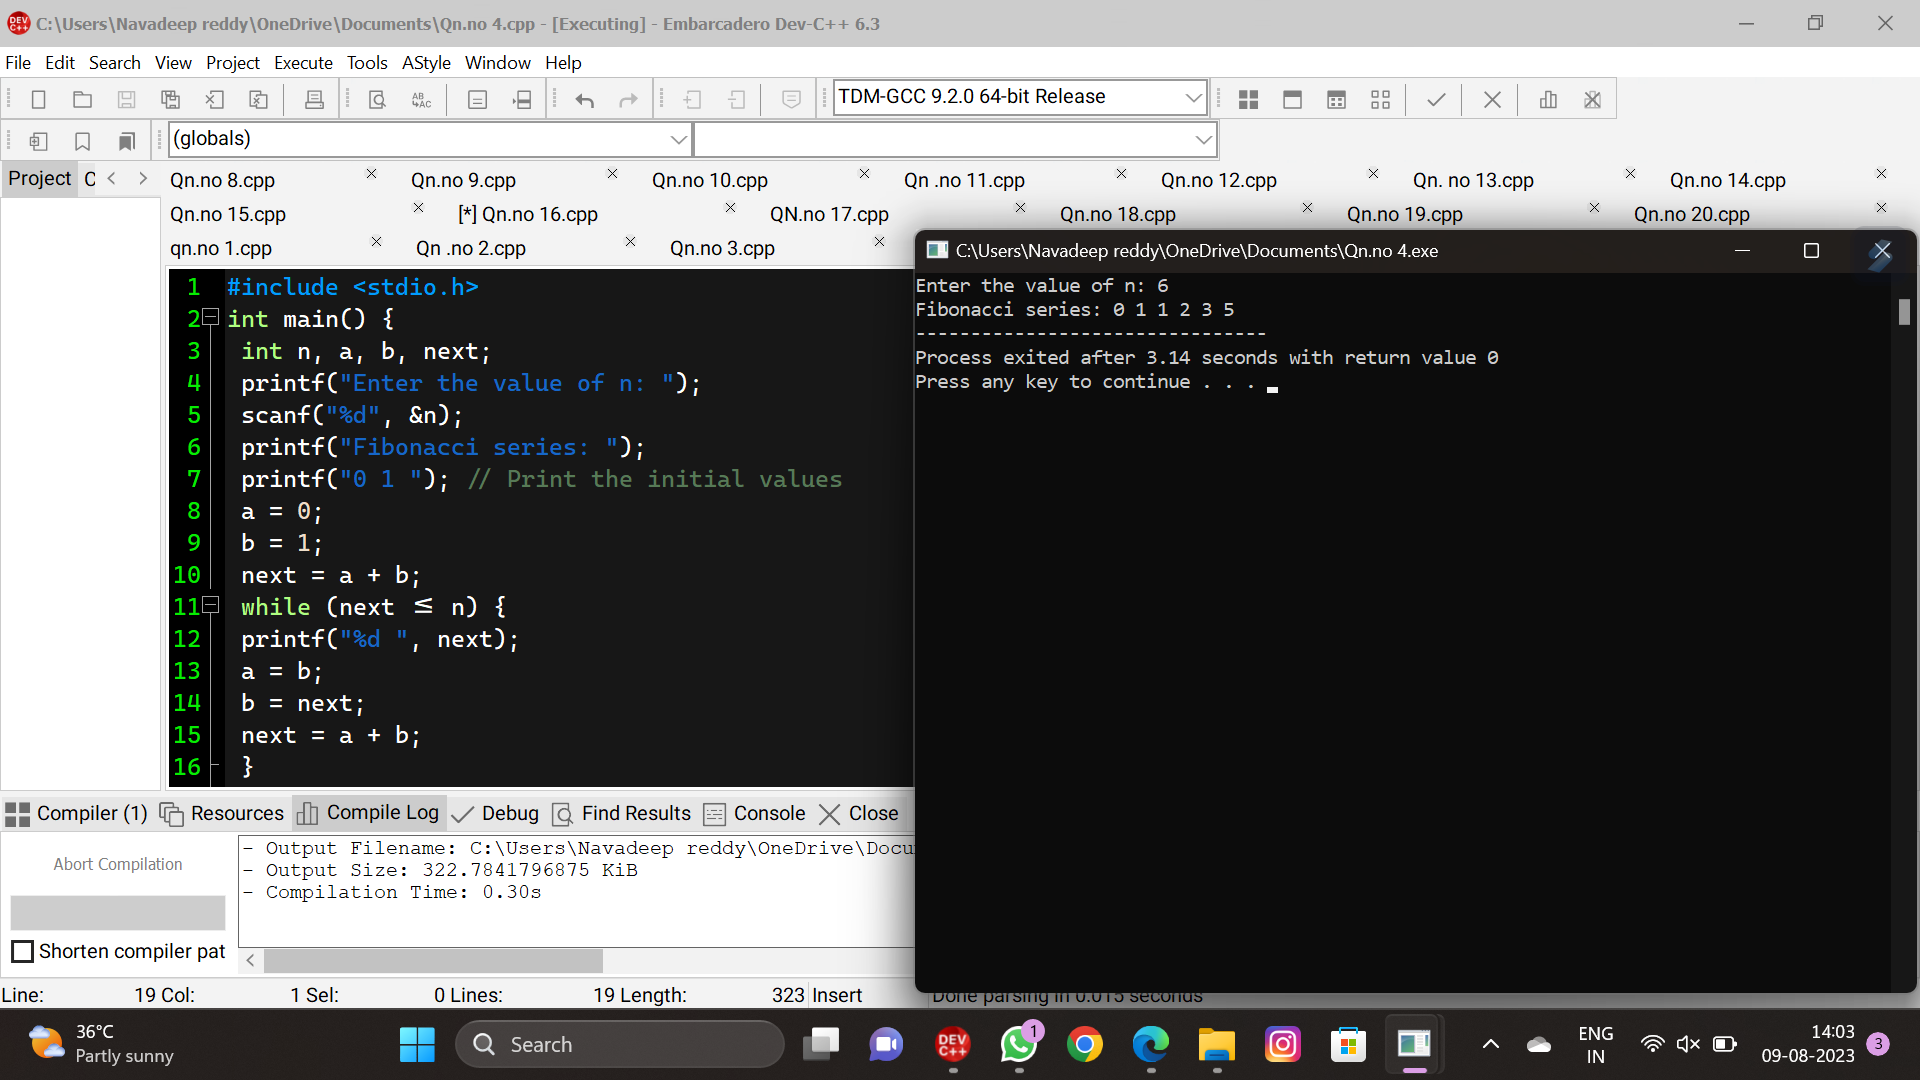 C:\Users\Navadeep reddy\OneDrive\Documents\Qn.no 4.cpp - [Executing] - Embarcadero Dev-C++ 6.3
File Edit Search View Project Execute Tools AStyle Window Help
TDM-GCC 9.2.0 64-bit Release
(globals)
Project C
Qn.no 8.cpp Qn.no 9.cpp Qn.no 10.cpp Qn .no 11.cpp Qn.no 12.cpp Qn. no 13.cpp Qn.no 14.cpp
Qn.no 15.cpp [*] Qn.no 16.cpp QN.no 17.cpp Qn.no 18.cpp Qn.no 19.cpp Qn.no 20.cpp
qn.no 1.cpp Qn .no 2.cpp Qn.no 3.cpp
1 #include <stdio.h>
2 int main() {
3 int n, a, b, next;
4 printf("Enter the value of n: ");
5 scanf("%d", &n);
6 printf("Fibonacci series: ");
7 printf("0 1 "); // Print the initial values
8 a = 0;
9 b = 1;
10 next = a + b;
11 while (next ≤ n) {
12 printf("%d ", next);
13 a = b;
14 b = next;
15 next = a + b;
16 }
C:\Users\Navadeep reddy\OneDrive\Documents\Qn.no 4.exe
Enter the value of n: 6
Fibonacci series: 0 1 1 2 3 5
--------------------------------
Process exited after 3.14 seconds with return value 0
Press any key to continue . . .
Compiler (1) Resources Compile Log Debug Find Results Console Close
Abort Compilation
Shorten compiler pat
- Output Filename: C:\Users\Navadeep reddy\OneDrive\Docu
- Output Size: 322.7841796875 KiB
- Compilation Time: 0.30s
Line: 19 Col: 1 Sel: 0 Lines: 19 Length: 323 Insert Done parsing in 0.015 seconds
36°C
Partly sunny
Search
DEV C++
1
ENG
IN
14:03
09-08-2023
3